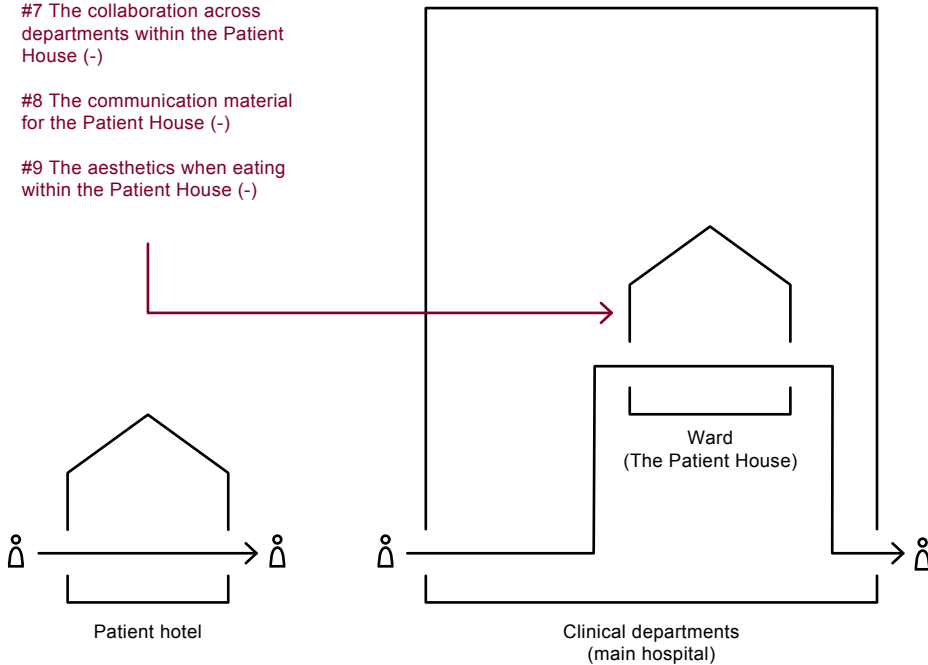 #7 The collaboration across
departments within the Patient
House (-)
#8 The communication material
for the Patient House (-)
#9 The aesthetics when eating
within the Patient House (-)
Ward
(The Patient House)
Patient hotel
Clinical departments
(main hospital)